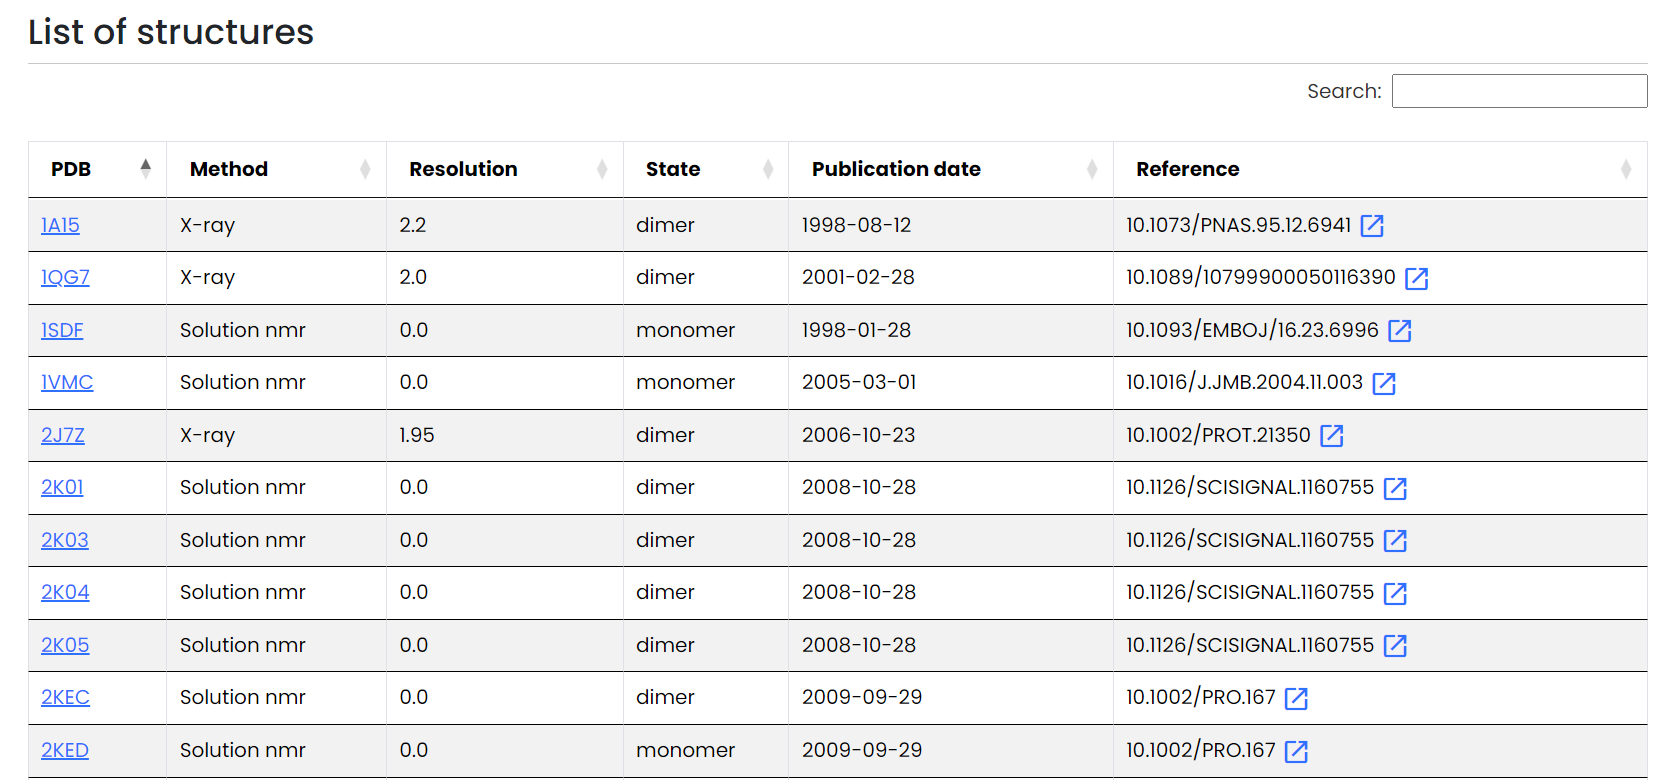 List of structures
Search:
PDB Method Resolution State Publication date Reference
1A15 X-ray 2.2 dimer 1998-08-12 10.1073/PNAS.95.12.6941
1QG7 X-ray 2.0 dimer 2001-02-28 10.1089/10799900050116390
1SDF Solution nmr 0.0 monomer 1998-01-28 10.1093/EMBOJ/16.23.6996
1VMC Solution nmr 0.0 monomer 2005-03-01 10.1016/J.JMB.2004.11.003
2J7Z X-ray 1.95 dimer 2006-10-23 10.1002/PROT.21350
2K01 Solution nmr 0.0 dimer 2008-10-28 10.1126/SCISIGNAL.1160755
2K03 Solution nmr 0.0 dimer 2008-10-28 10.1126/SCISIGNAL.1160755
2K04 Solution nmr 0.0 dimer 2008-10-28 10.1126/SCISIGNAL.1160755
2K05 Solution nmr 0.0 dimer 2008-10-28 10.1126/SCISIGNAL.1160755
2KEC Solution nmr 0.0 dimer 2009-09-29 10.1002/PRO.167
2KED Solution nmr 0.0 monomer 2009-09-29 10.1002/PRO.167